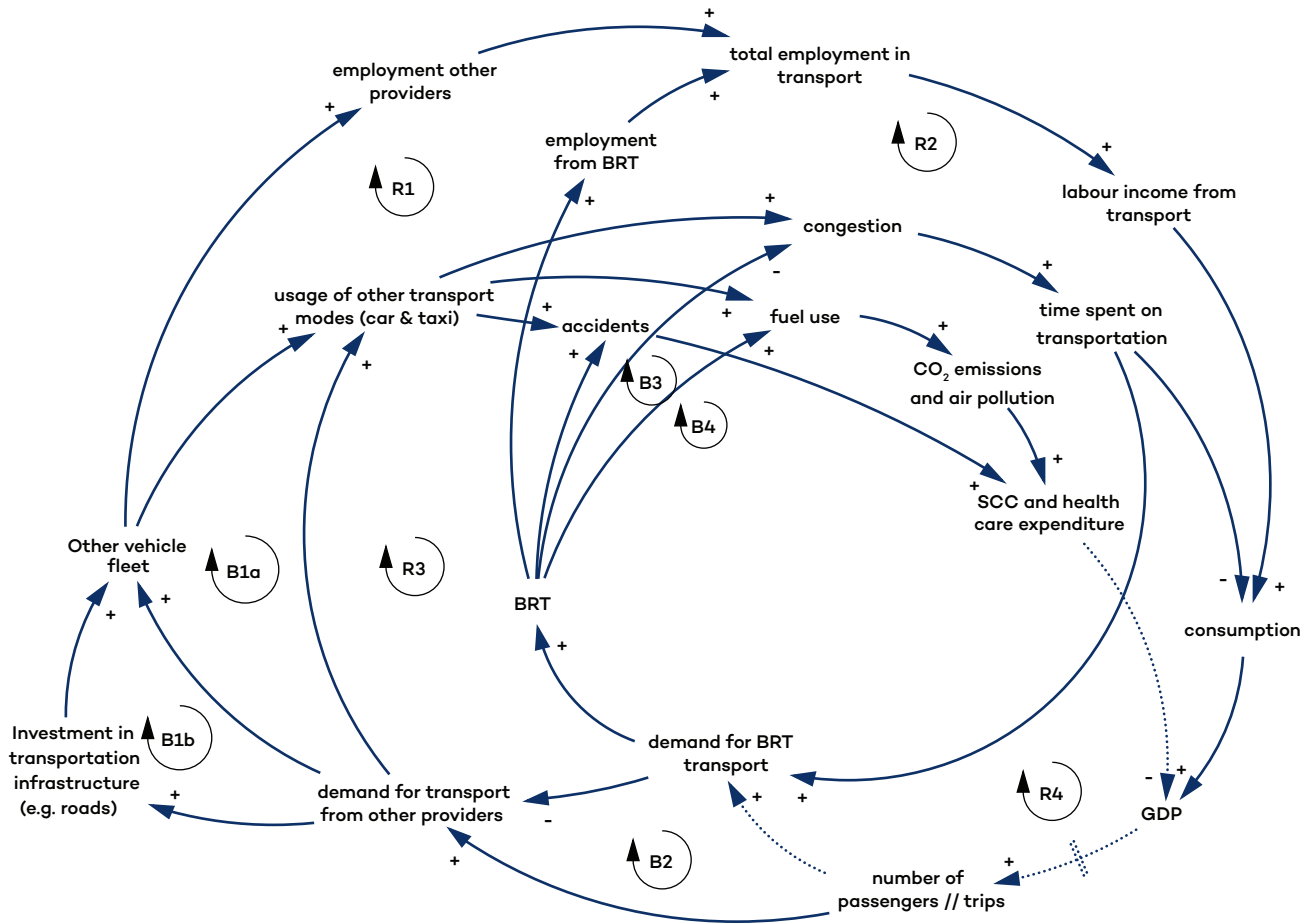 +
total employment in
transport
employment other
providers
+
+
+
employment
from BRT
R2
+
R1
labour income from
transport
+
+
congestion
-
+
usage of other transport
modes (car & taxi)
+
+
+
accidents
fuel use
time spent on
transportation
+
+
+
+
+
CO2 emissions
and air pollution
B3
B4
+
+
SCC and health
care expenditure
Other vehicle
fleet
B1a
R3
-
+
+
+
BRT
consumption
+
Investment in
transportation
infrastructure
(e.g. roads)
B1b
demand for BRT
transport
+
demand for transport
from other providers
-
+
+
-
+
R4
GDP
+
B2
+
number of
passengers // trips